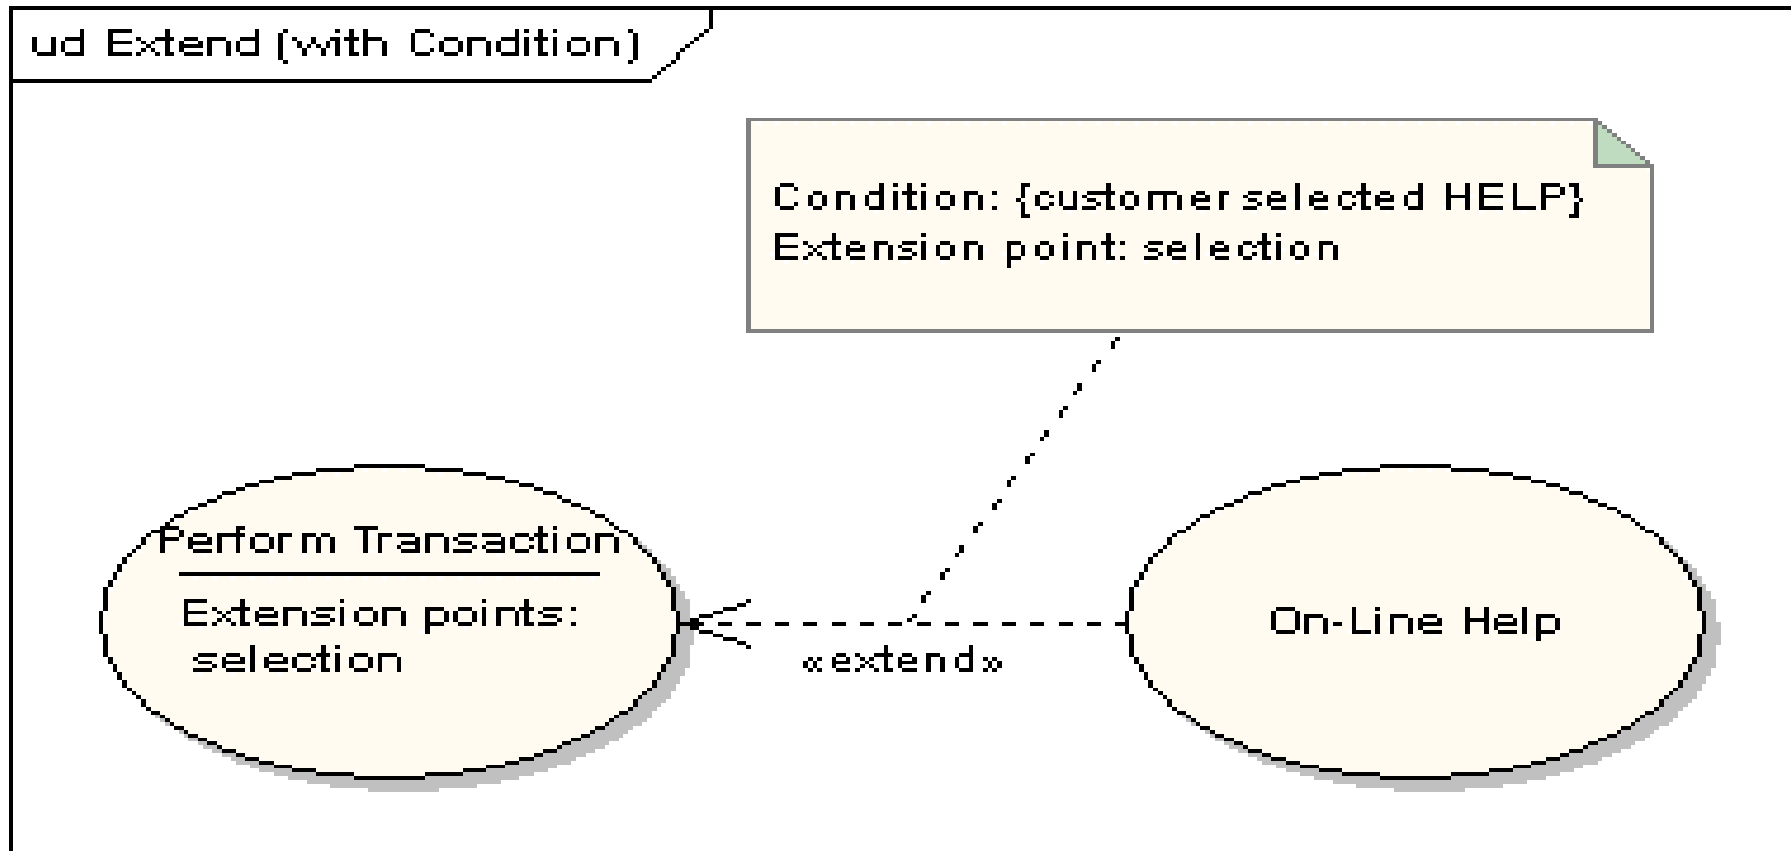 ud Extend (with Condition)
Condition: {customer selected HELP}
Extension point: selection
Perform Transaction
Extension points:
selection
«extend»
On-Line Help